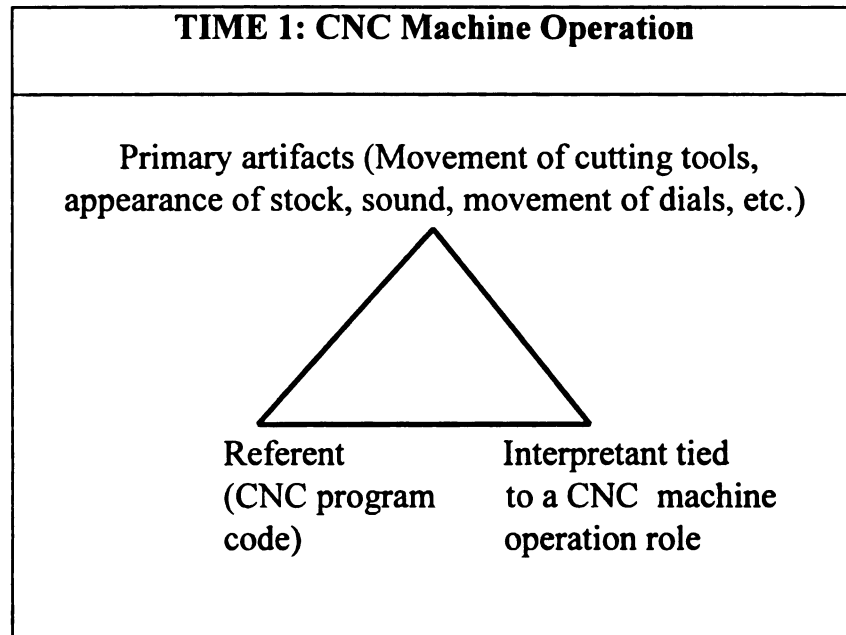 TIME 1: CNC Machine Operation
Primary artifacts (Movement of cutting tools,
appearance of stock, sound, movement of dials, etc.)
Referent
(CNC program
code)
Interpretant tied
to a CNC machine
operation role